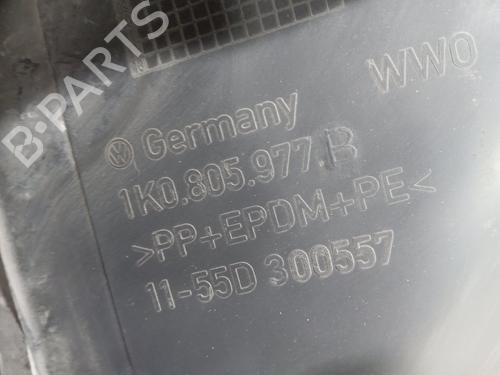 B-PARTS
WWO
Germany
1K0.805.977.B
>PP+EPDM+PE<
11-55D 300557